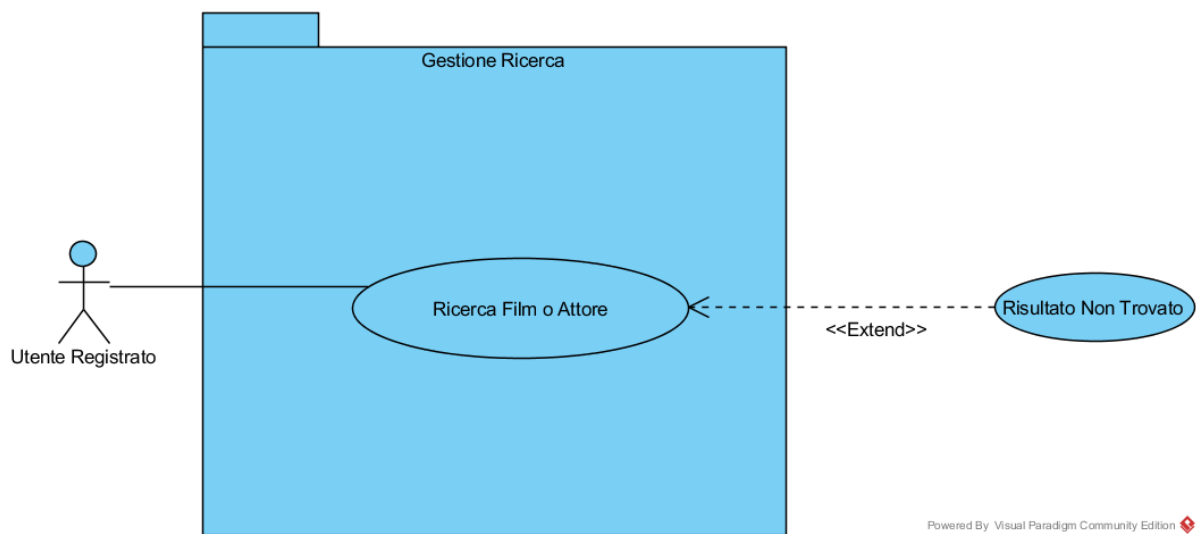 Gestione Ricerca
Ricerca Film o Attore
Risultato Non Trovato
<<Extend>>
Utente Registrato
Powered By Visual Paradigm Community Edition